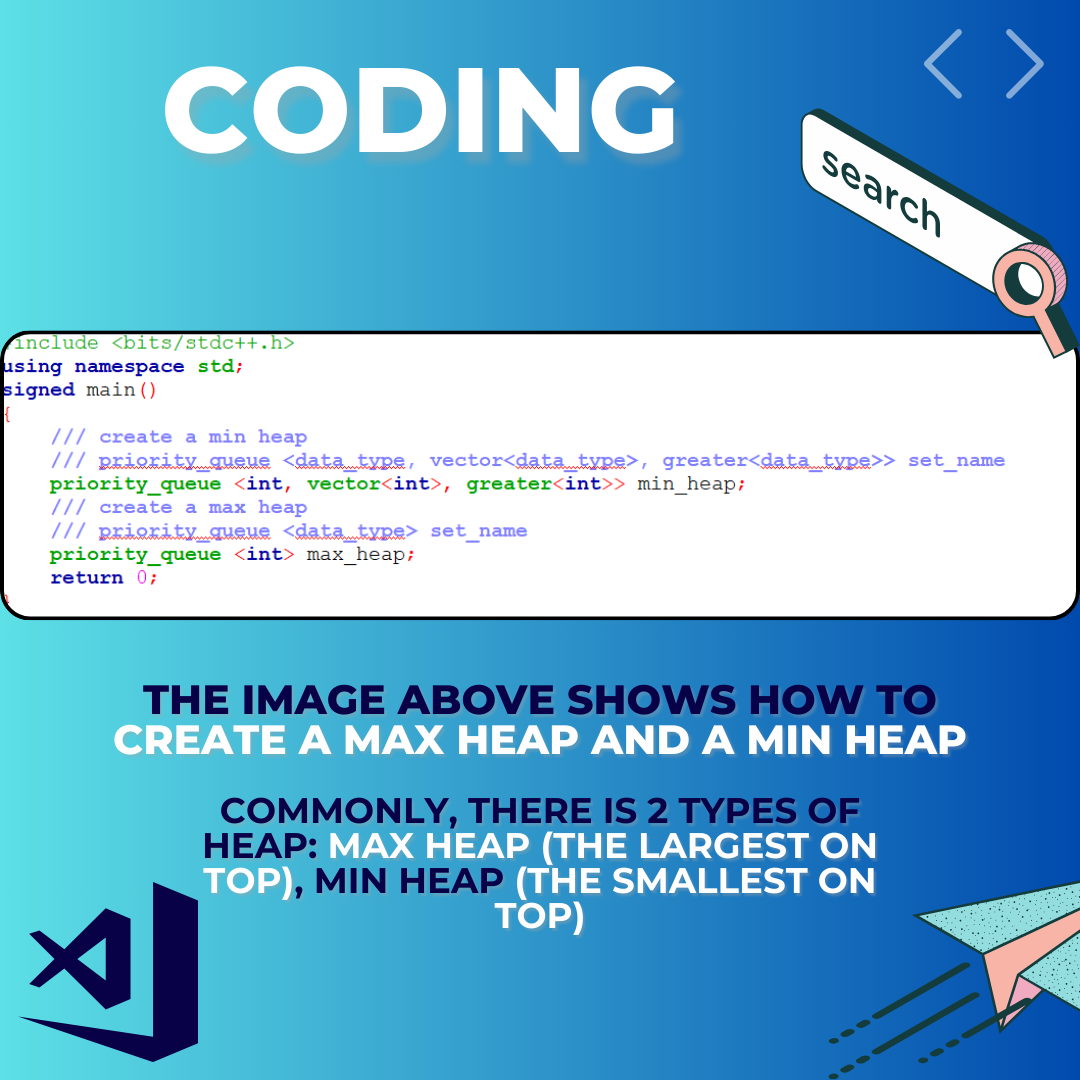 CODING
search
include <bits/stdc++.h>
using namespace std;
signed main()
{
/// create a min heap
/// priority_queue <data_type, vector<data_type>, greater<data_type>> set_name
priority_queue <int, vector<int>, greater<int>> min_heap;
/// create a max heap
/// priority_queue <data_type> set_name
priority_queue <int> max_heap;
return 0;
THE IMAGE ABOVE SHOWS HOW TO
CREATE A MAX HEAP AND A MIN HEAP
COMMONLY, THERE IS 2 TYPES OF
HEAP: MAX HEAP (THE LARGEST ON
TOP), MIN HEAP (THE SMALLEST ON
TOP)